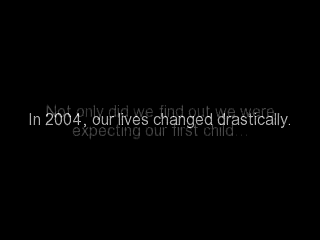 Not only did we find out we were
In 2004, our lives changed drastically.
expecting our first child...